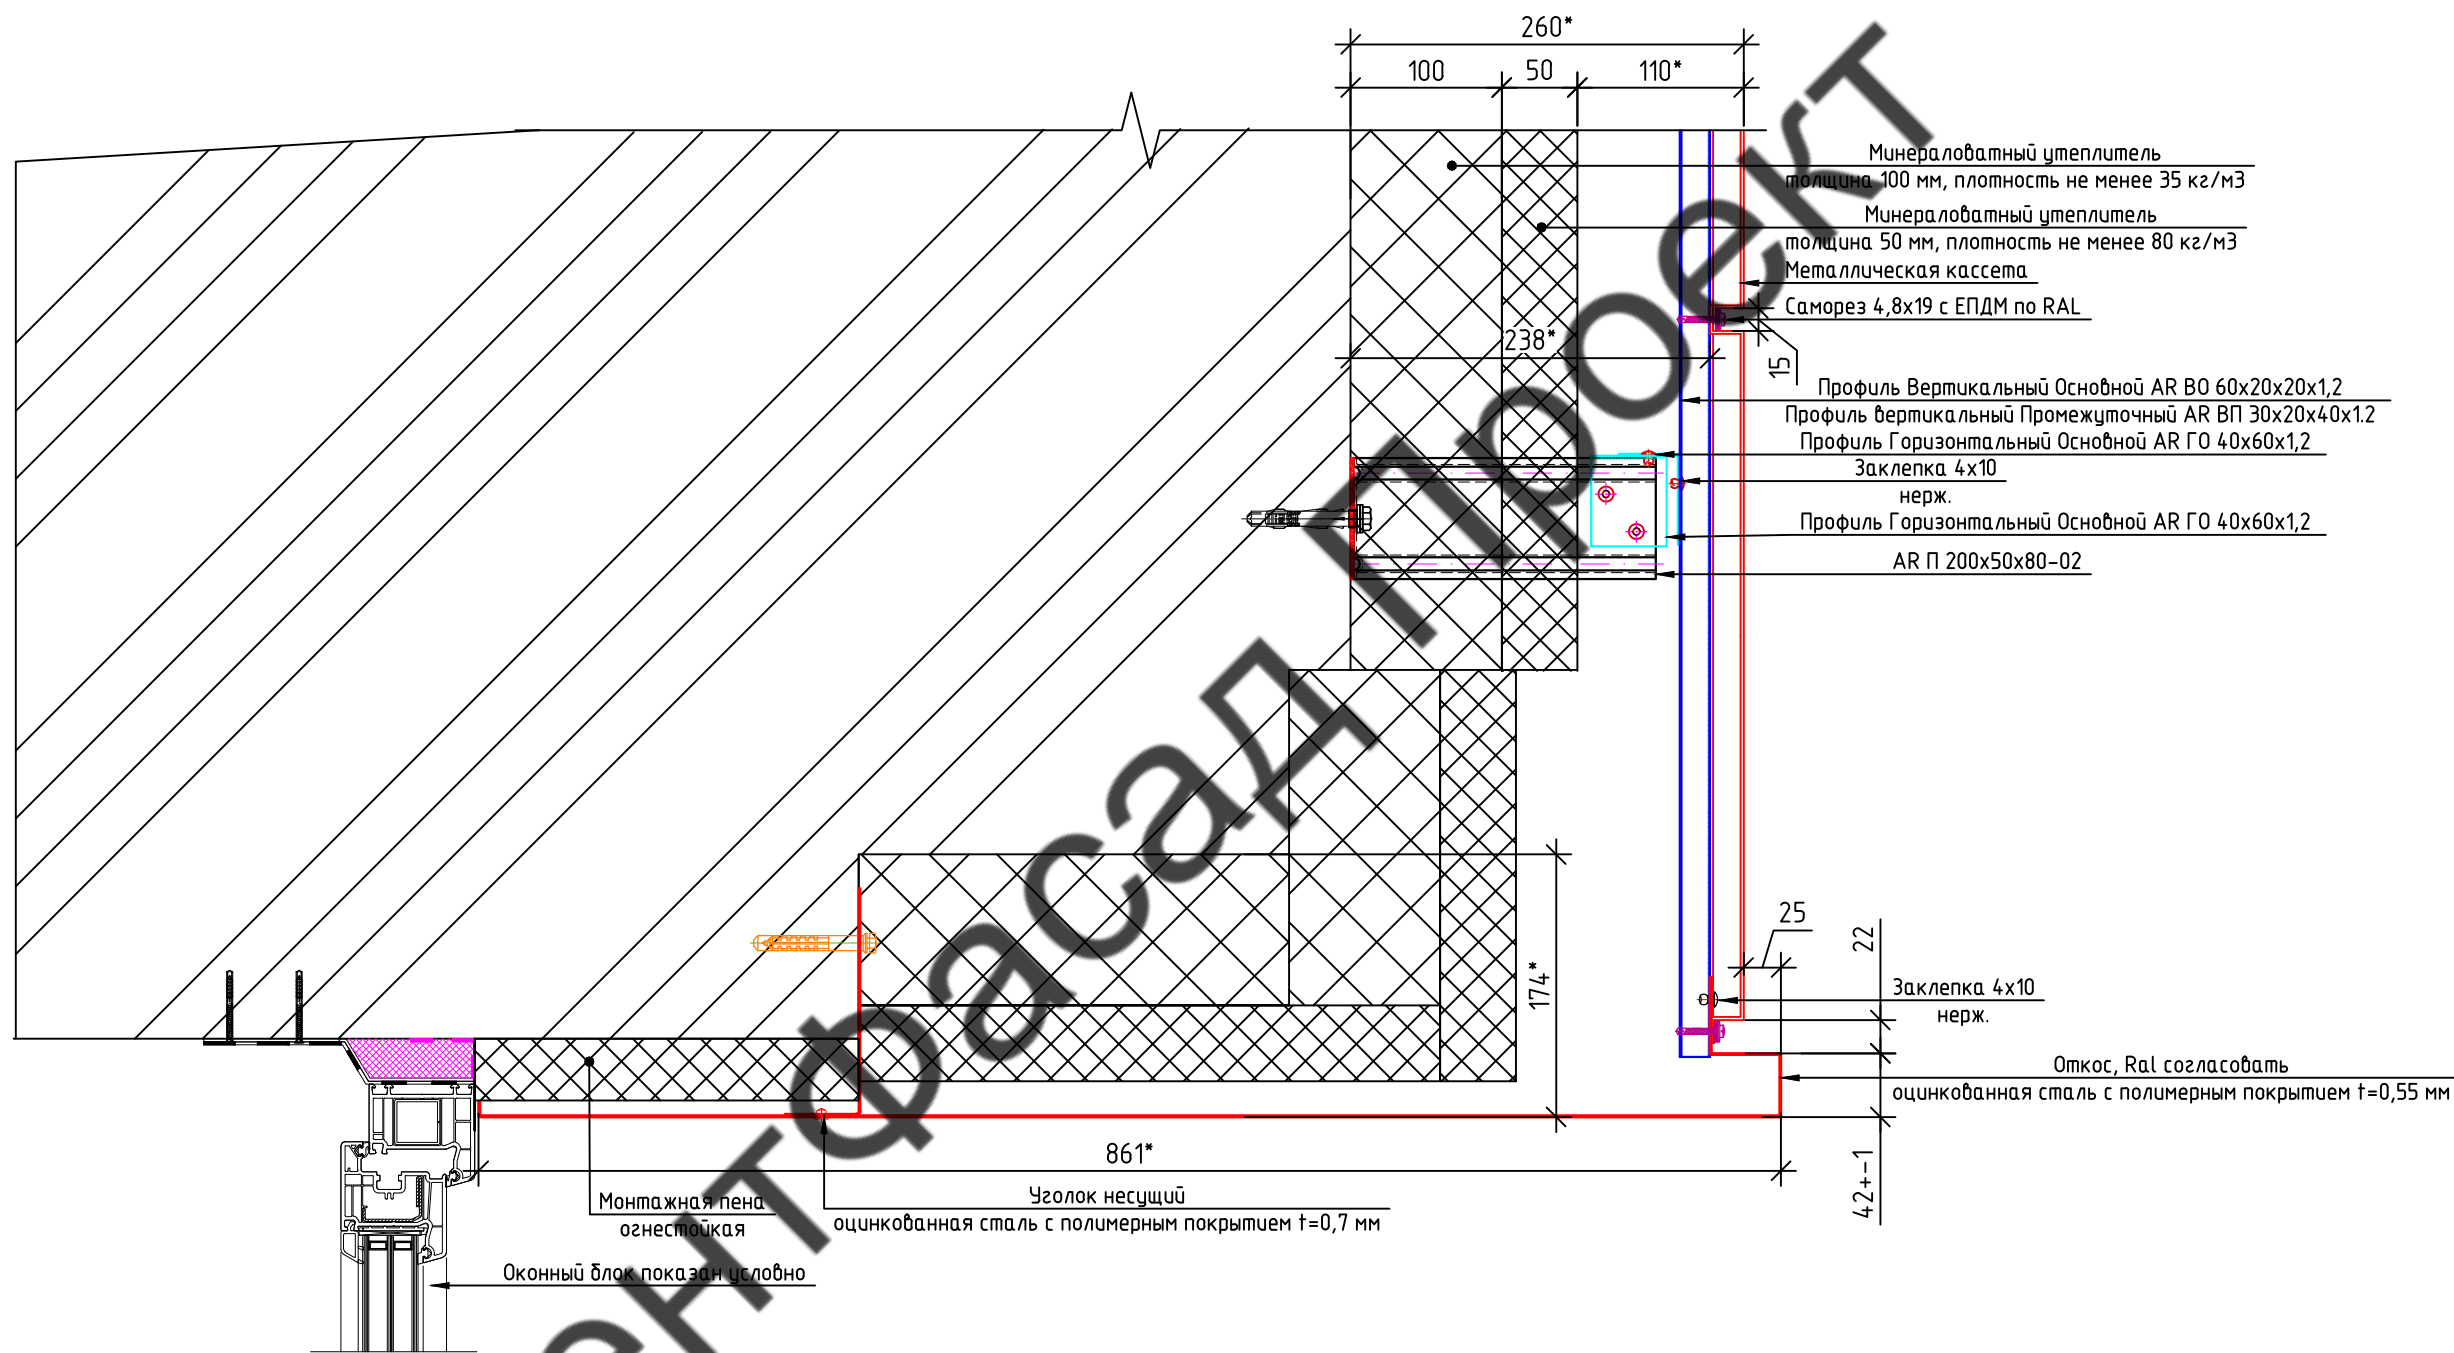 260*
100
50
110*
Минераловатный утеплитель
толщина 100 мм, плотность не менее 35 кг/м3
Минераловатный утеплитель
толщина 50 мм, плотность не менее 80 кг/м3
Металлическая кассета
Саморез 4,8х19 с ЕПДМ по RAL
238*
15
Профиль Вертикальный Основной AR ВО 60х20х20х1,2
Профиль вертикальный Промежуточный AR ВП 30х20х40х1.2
Профиль Горизонтальный Основной AR ГО 40х60х1,2
Заклепка 4х10
нерж.
Профиль Горизонтальный Основной AR ГО 40х60х1,2
AR П 200х50х80-02
25
22
174*
Заклепка 4х10
нерж.
Откос, Ral согласовать
оцинкованная сталь с полимерным покрытием t=0,55 мм
861*
42+-1
Монтажная пена
огнестойкая
Уголок несущий
оцинкованная сталь с полимерным покрытием t=0,7 мм
Оконный блок показан условно
ентФасад Проект